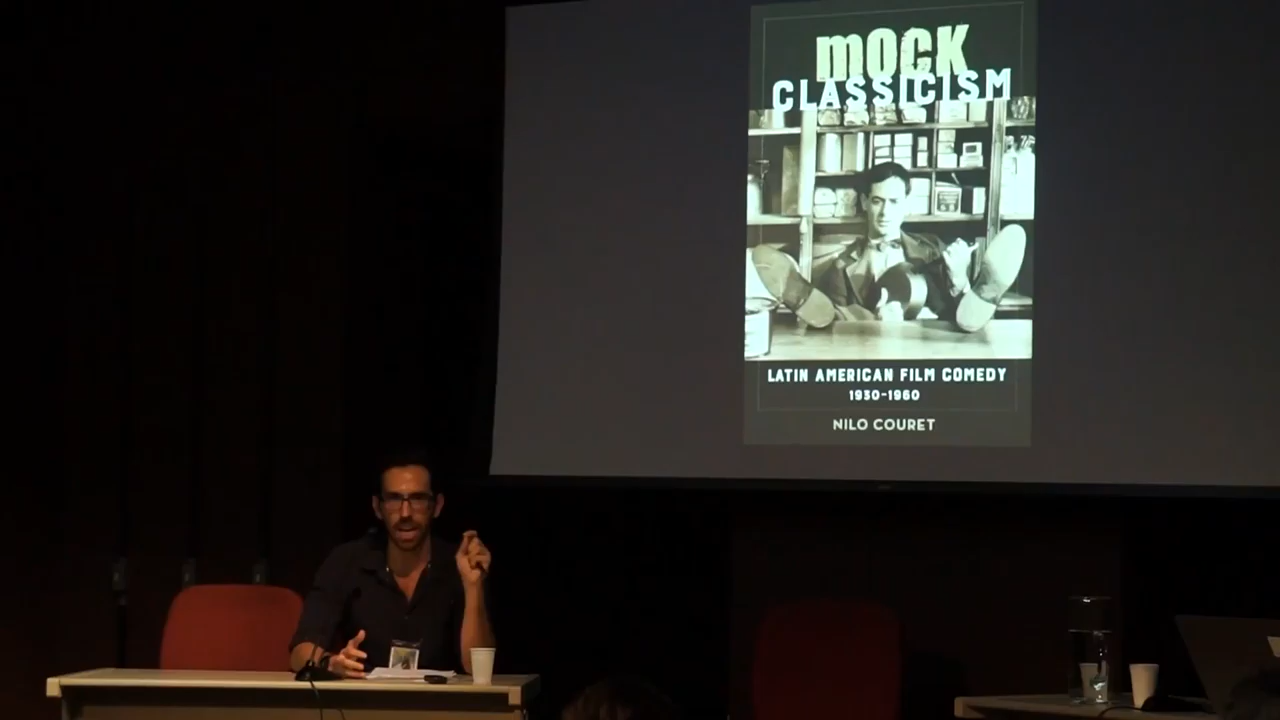 mOCK
CLASSICISM
LATIN AMERICAN FILM COMEDY
1930-1960
NILO COURET